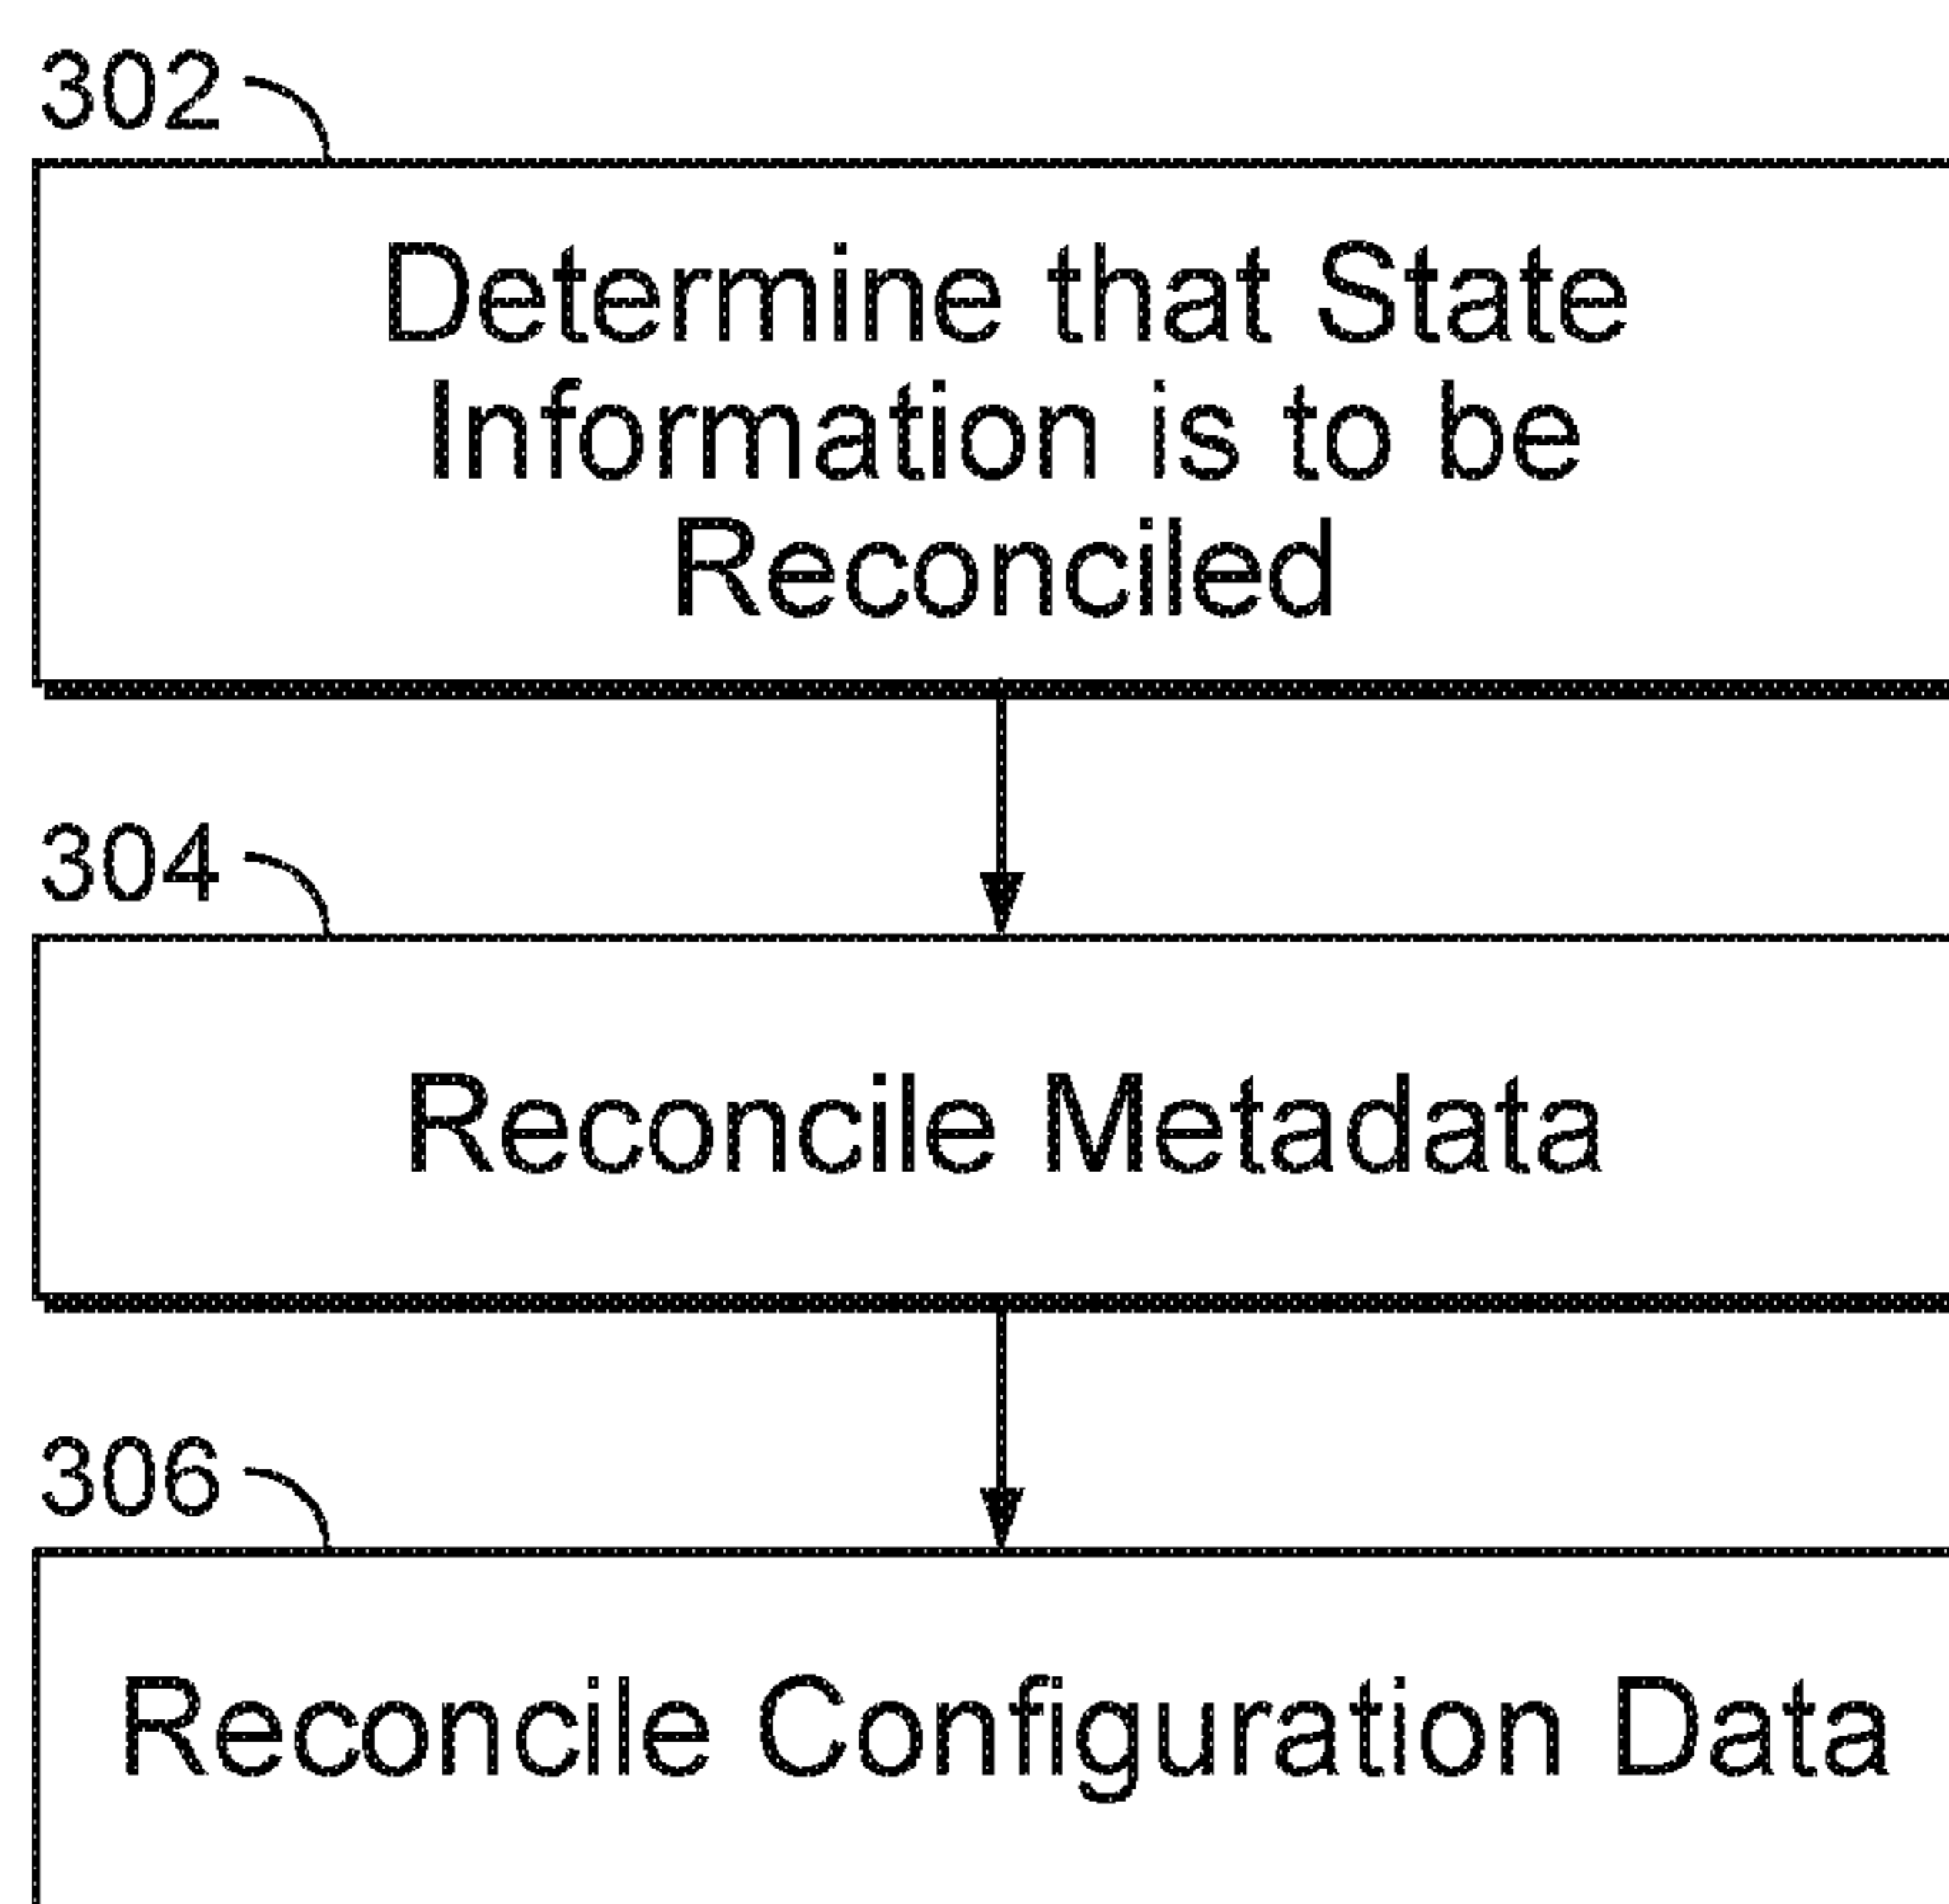 302
Determine that State
Information is to be
Reconciled
304
Reconcile Metadata
306
Reconcile Configuration Data